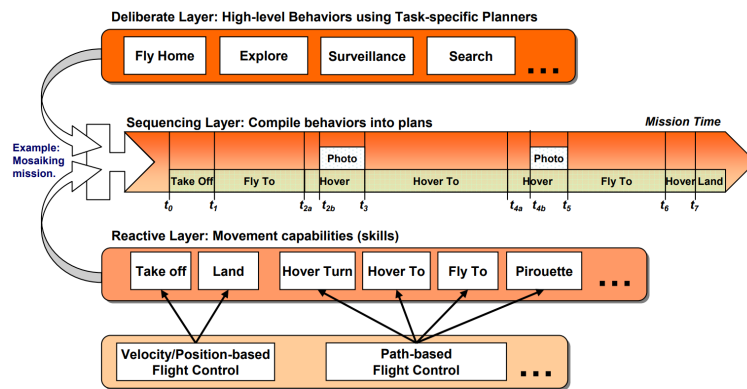 Deliberate Layer: High-level Behaviors using Task-specific Planners
Fly Home
Explore
Surveillance
Search
...
Sequencing Layer: Compile behaviors into plans
Mission Time
Example:
Mosaiking
mission.
Photo
Photo
Take Off
Fly To
Hover
Hover To
Hover
Fly To
Hover
Land
t0
t1
t2a
t2b
t3
t4a
t4b
t5
t6
t7
Reactive Layer: Movement capabilities (skills)
Take off
Land
Hover Turn
Hover To
Fly To
Pirouette
...
Velocity/Position-based
Flight Control
Path-based
Flight Control
...